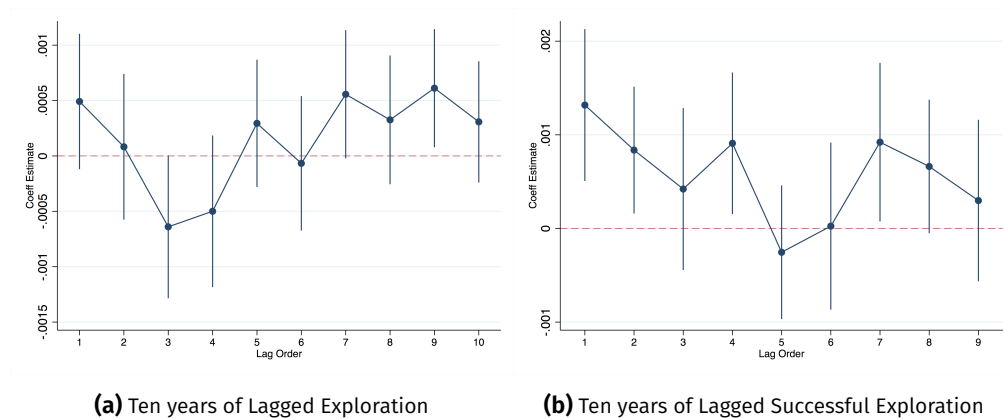 .001
.0005
0
-.0005
-.001
-.0015
Coeff Estimate
1 2 3 4 5 6 7 8 9 10
Lag Order
(a) Ten years of Lagged Exploration
.002
.001
0
-.001
Coeff Estimate
1 2 3 4 5 6 7 8 9
Lag Order
(b) Ten years of Lagged Successful Exploration